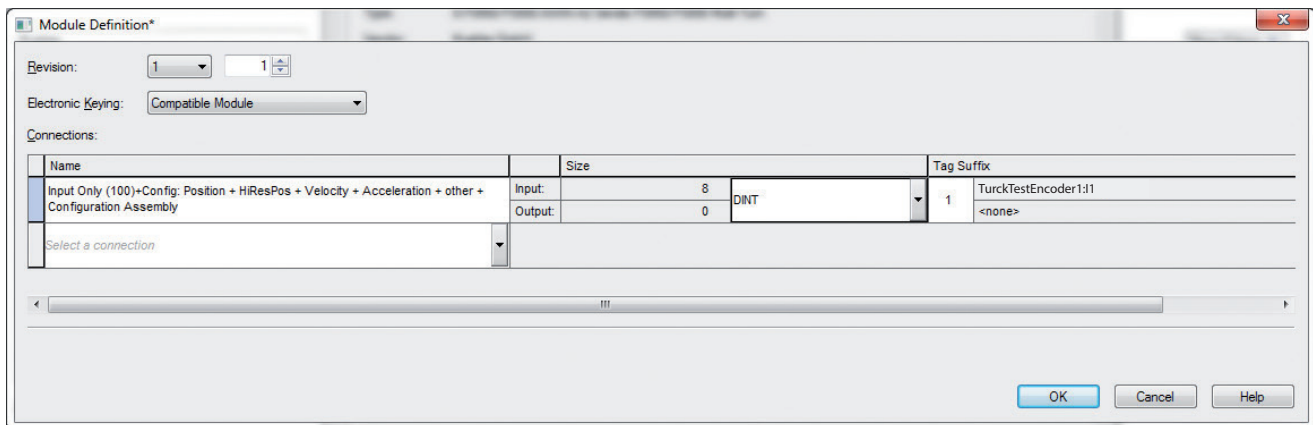 Module Definition*
Revision: 1 1
Electronic Keying: Compatible Module
Connections:
Name Size Tag Suffix
Input Only (100)+Config: Position + HiResPos + Velocity + Acceleration + other +
Configuration Assembly
Input: 8 DINT 1 TurckTestEncoder1:I1
Output: 0 <none>
Select a connection
OK Cancel Help